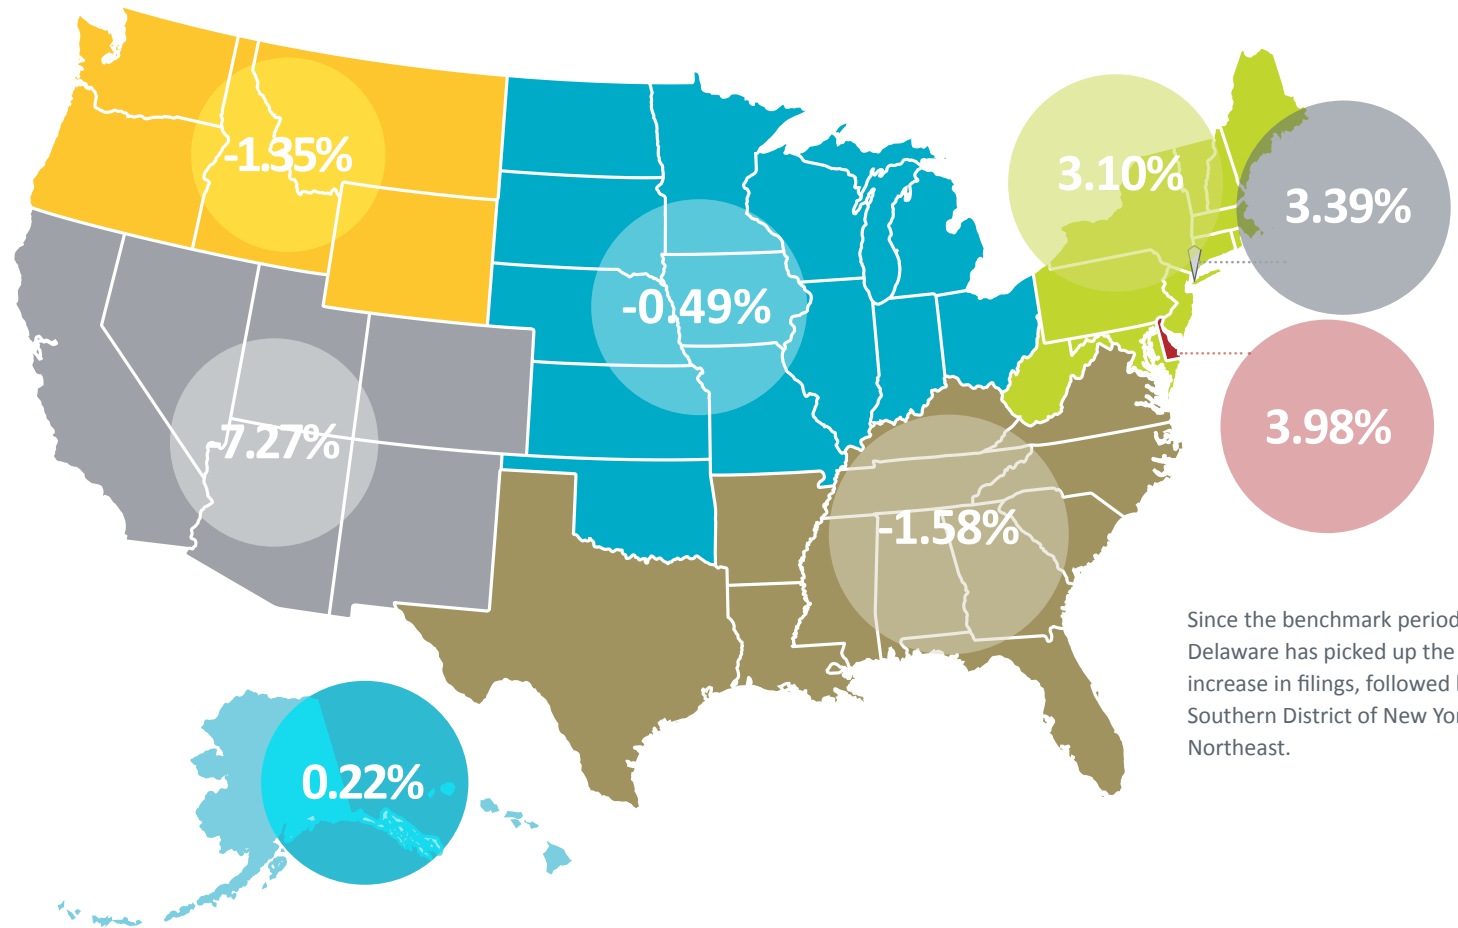 -1.35%
3.10%
3.39%
-0.49%
7.27%
3.98%
-1.58%
0.22%
Since the benchmark period
Delaware has picked up the
increase in filings, followed
Southern District of New Yor
Northeast.